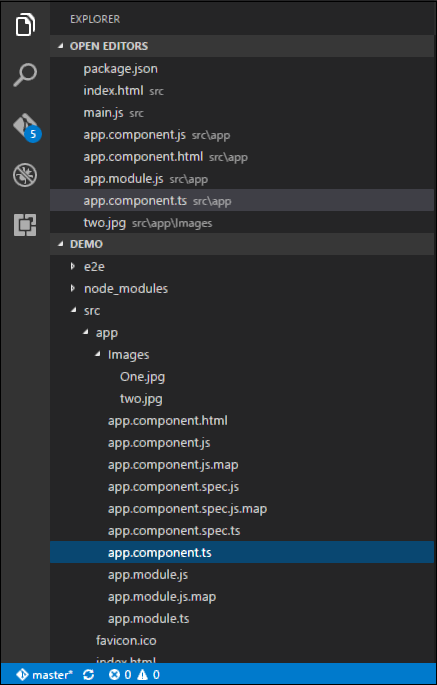 EXPLORER
OPEN EDITORS
package.json
index.html src
main.js src
app.component.js src\app
app.component.html src\app
app.module.js src\app
app.component.ts src\app
two.jpg src\app\Images
5
DEMO
e2e
node_modules
src
app
Images
One.jpg
two.jpg
app.component.html
app.component.js
app.component.js.map
app.component.spec.js
app.component.spec.js.map
app.component.spec.ts
app.component.ts
app.module.js
app.module.js.map
app.module.ts
favicon.ico
index.html
master* 0 0